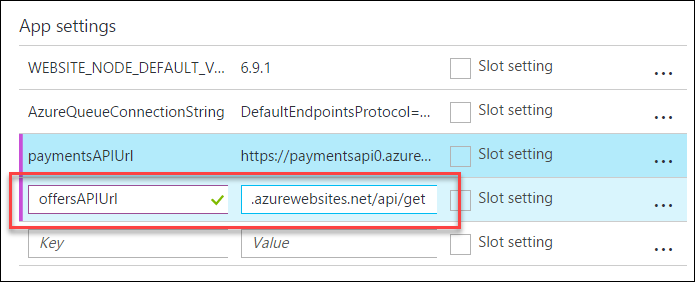 App settings
WEBSITE_NODE_DEFAULT_V... 6.9.1 Slot setting ...
AzureQueueConnectionString DefaultEndpointsProtocol=... Slot setting ...
paymentsAPIUrl https://paymentsapi0.azure... Slot setting ...
offersAPIUrl .azurewebsites.net/api/get Slot setting ...
Key Value Slot setting ...